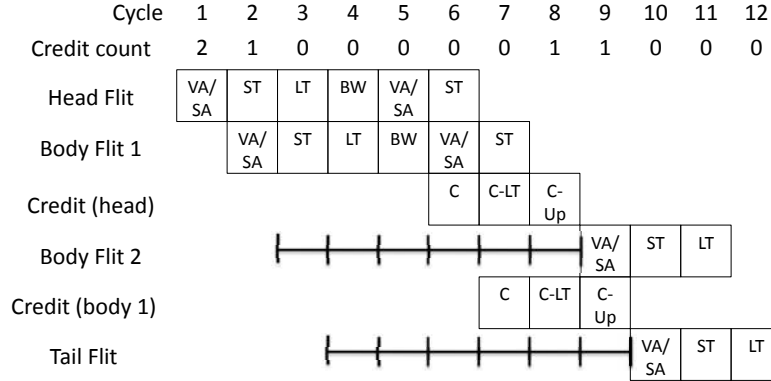 Cycle 1 2 3 4 5 6 7 8 9 10 11 12
Credit count 2 1 0 0 0 0 0 1 1 0 0 0
Head Flit VA/ SA ST LT BW VA/ SA ST
Body Flit 1 VA/ SA ST LT BW VA/ SA ST
Credit (head) C C-LT C- Up
Body Flit 2 VA/ SA ST LT
Credit (body 1) C C-LT C- Up
Tail Flit VA/ SA ST LT